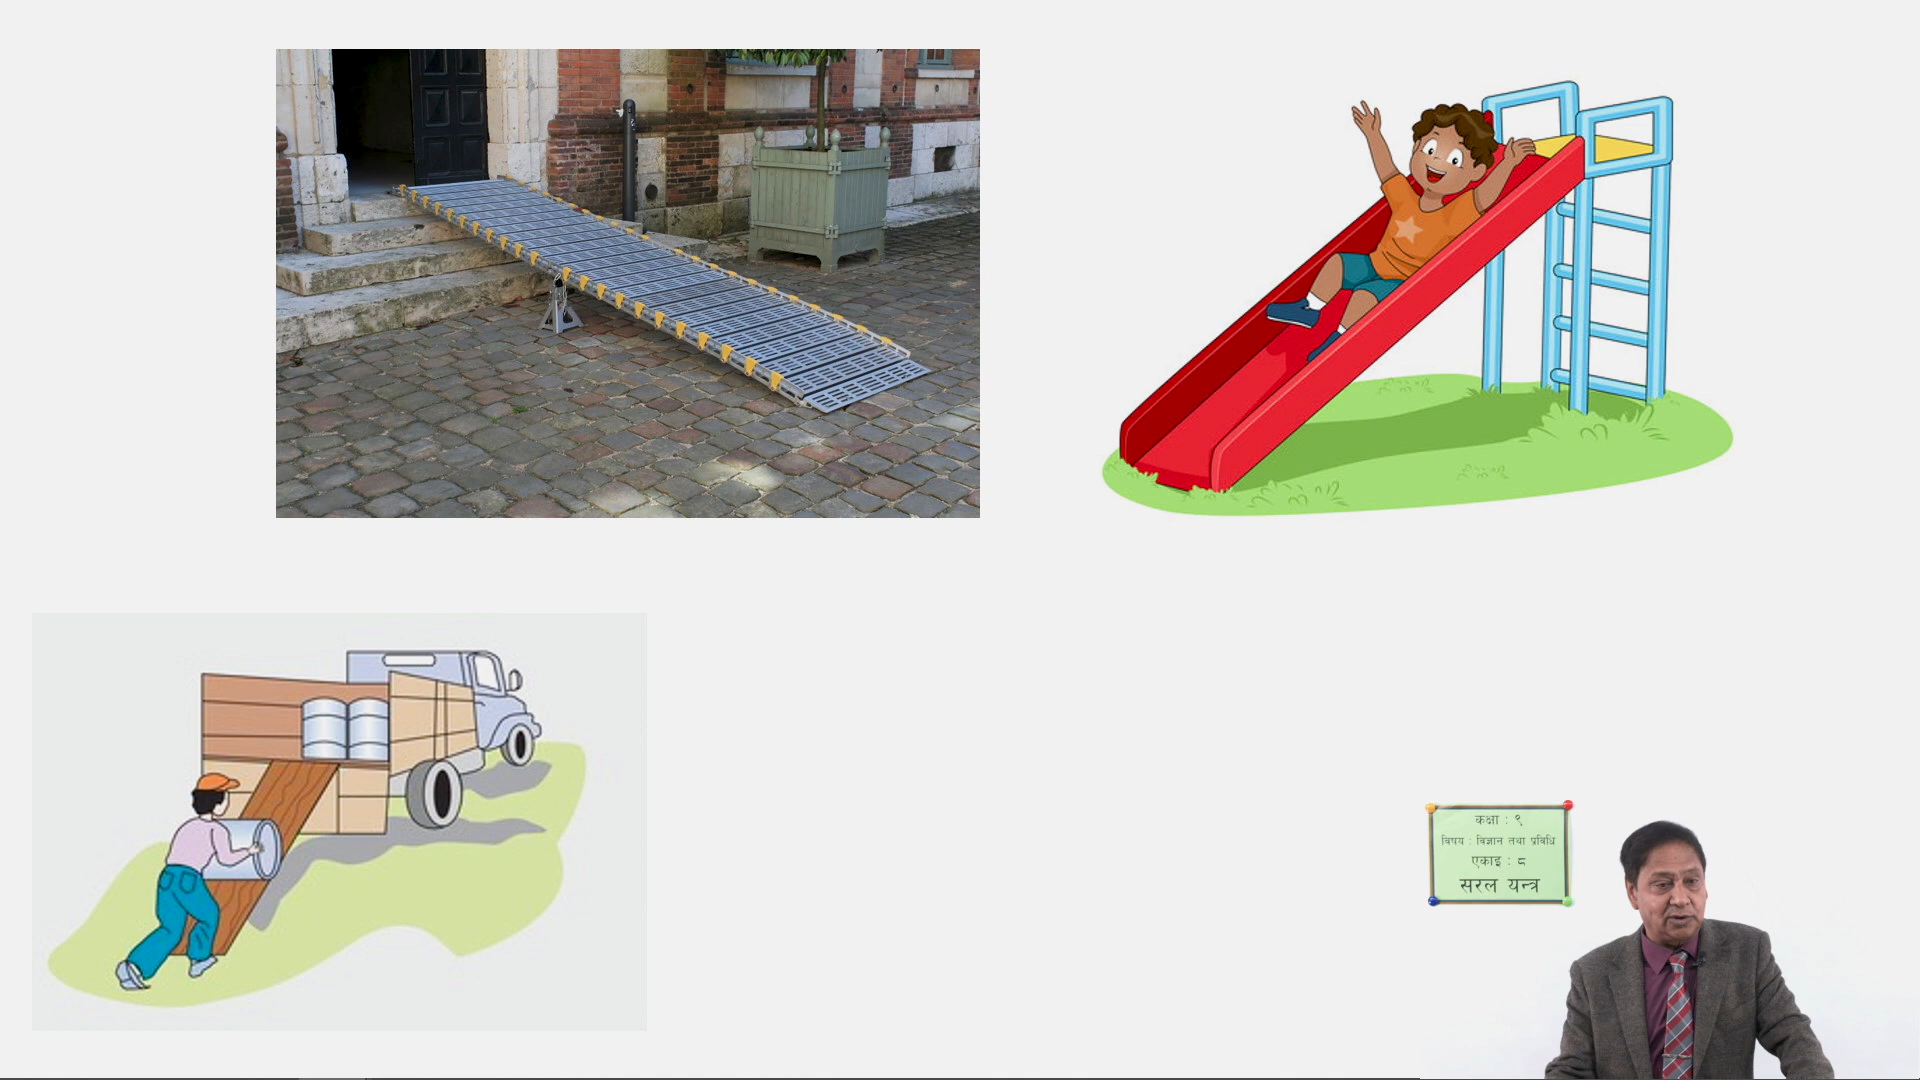 कक्षा : ९
विषय : विज्ञान तथा प्रविधि
एकाइ : ८
सरल यन्त्र